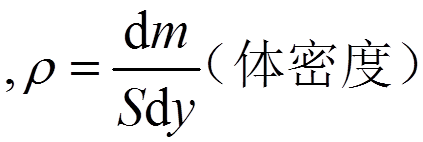 ,ρ = dm/Sdy(体密度)